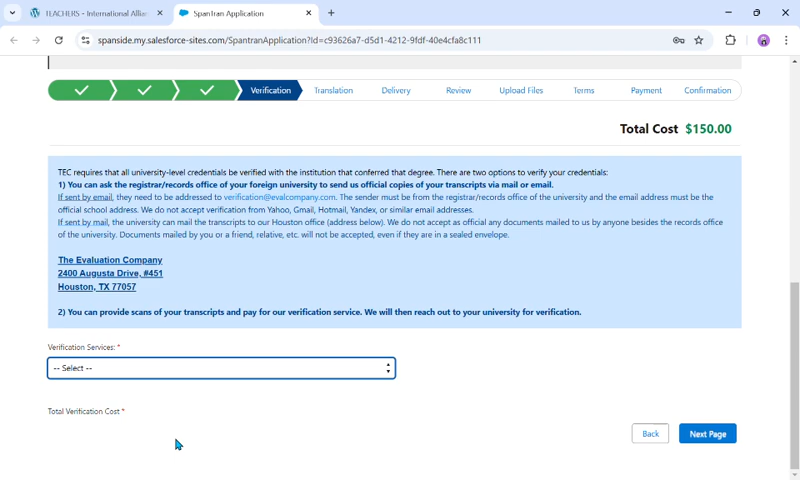 TEACHERS – International Allian
SpanTran Application
spanside.my.salesforce-sites.com/SpantranApplication?Id=c93626a7-d5d1-4212-9fdf-40e4cfa8c111
Verification
Translation
Delivery
Review
Upload Files
Terms
Payment
Confirmation
Total Cost $150.00
TEC requires that all university-level credentials be verified with the institution that conferred that degree. There are two options to verify your credentials:
1) You can ask the registrar/records office of your foreign university to send us official copies of your transcripts via mail or email.
If sent by email, they need to be addressed to verification@evalcompany.com. The sender must be from the registrar/records office of the university and the email address must be the
official school address. We do not accept verification from Yahoo, Gmail, Hotmail, Yandex, or similar email addresses.
If sent by mail, the university can mail the transcripts to our Houston office (address below). We do not accept as official any documents mailed to us by anyone besides the records office
of the university. Documents mailed by you or a friend, relative, etc. will not be accepted, even if they are in a sealed envelope.
The Evaluation Company
2400 Augusta Drive, #451
Houston, TX 77057
2) You can provide scans of your transcripts and pay for our verification service. We will then reach out to your university for verification.
Verification Services: *
-- Select --
Total Verification Cost *
Back
Next Page